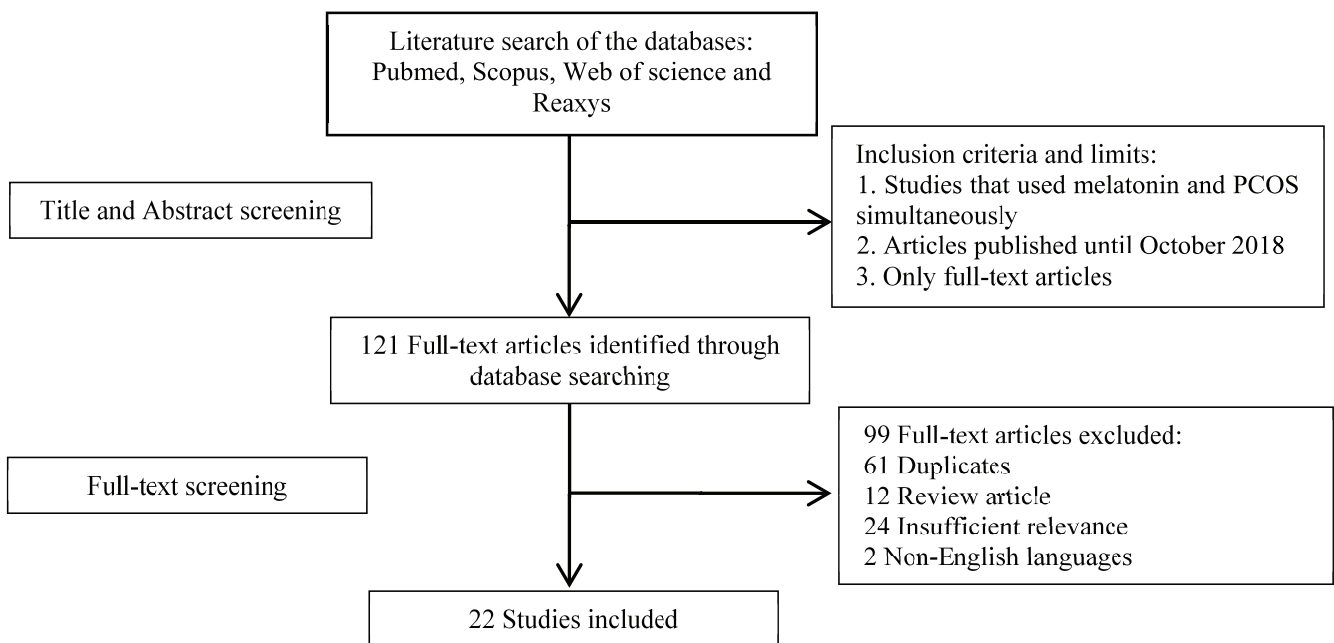 Literature search of the databases:
Pubmed, Scopus, Web of science and
Reaxys
Inclusion criteria and limits:
1. Studies that used melatonin and PCOS
simultaneously
2. Articles published until October 2018
3. Only full-text articles
Title and Abstract screening
121 Full-text articles identified through
database searching
99 Full-text articles excluded:
61 Duplicates
12 Review article
24 Insufficient relevance
2 Non-English languages
Full-text screening
22 Studies included